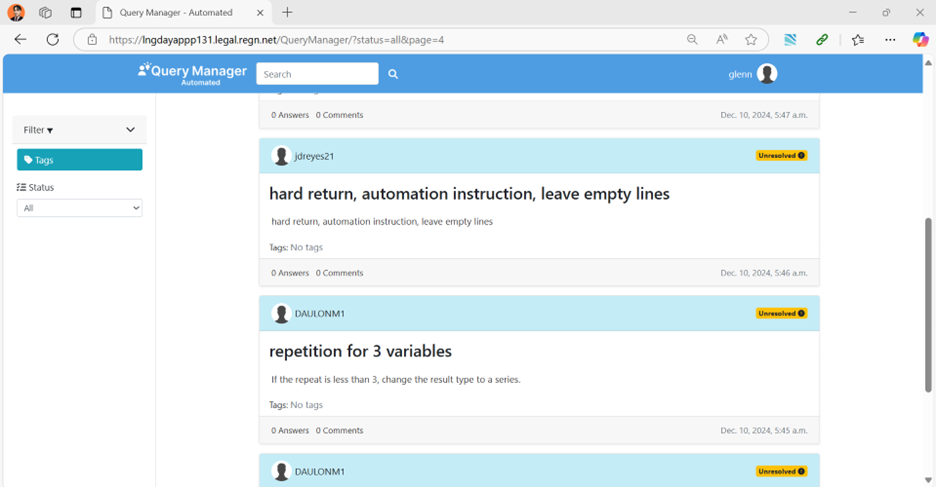 Query Manager - Automated
https://lngdayappp131.legal.regn.net/QueryManager/?status=all&page=4
Query Manager
Automated
Search
glenn
Filter
Tags
Status
All
0 Answers 0 Comments
Dec. 10, 2024, 5:47 a.m.
jdreyes21
Unresolved
hard return, automation instruction, leave empty lines
hard return, automation instruction, leave empty lines
Tags: No tags
0 Answers 0 Comments
Dec. 10, 2024, 5:46 a.m.
DAULONM1
Unresolved
repetition for 3 variables
If the repeat is less than 3, change the result type to a series.
Tags: No tags
0 Answers 0 Comments
Dec. 10, 2024, 5:45 a.m.
DAULONM1
Unresolved